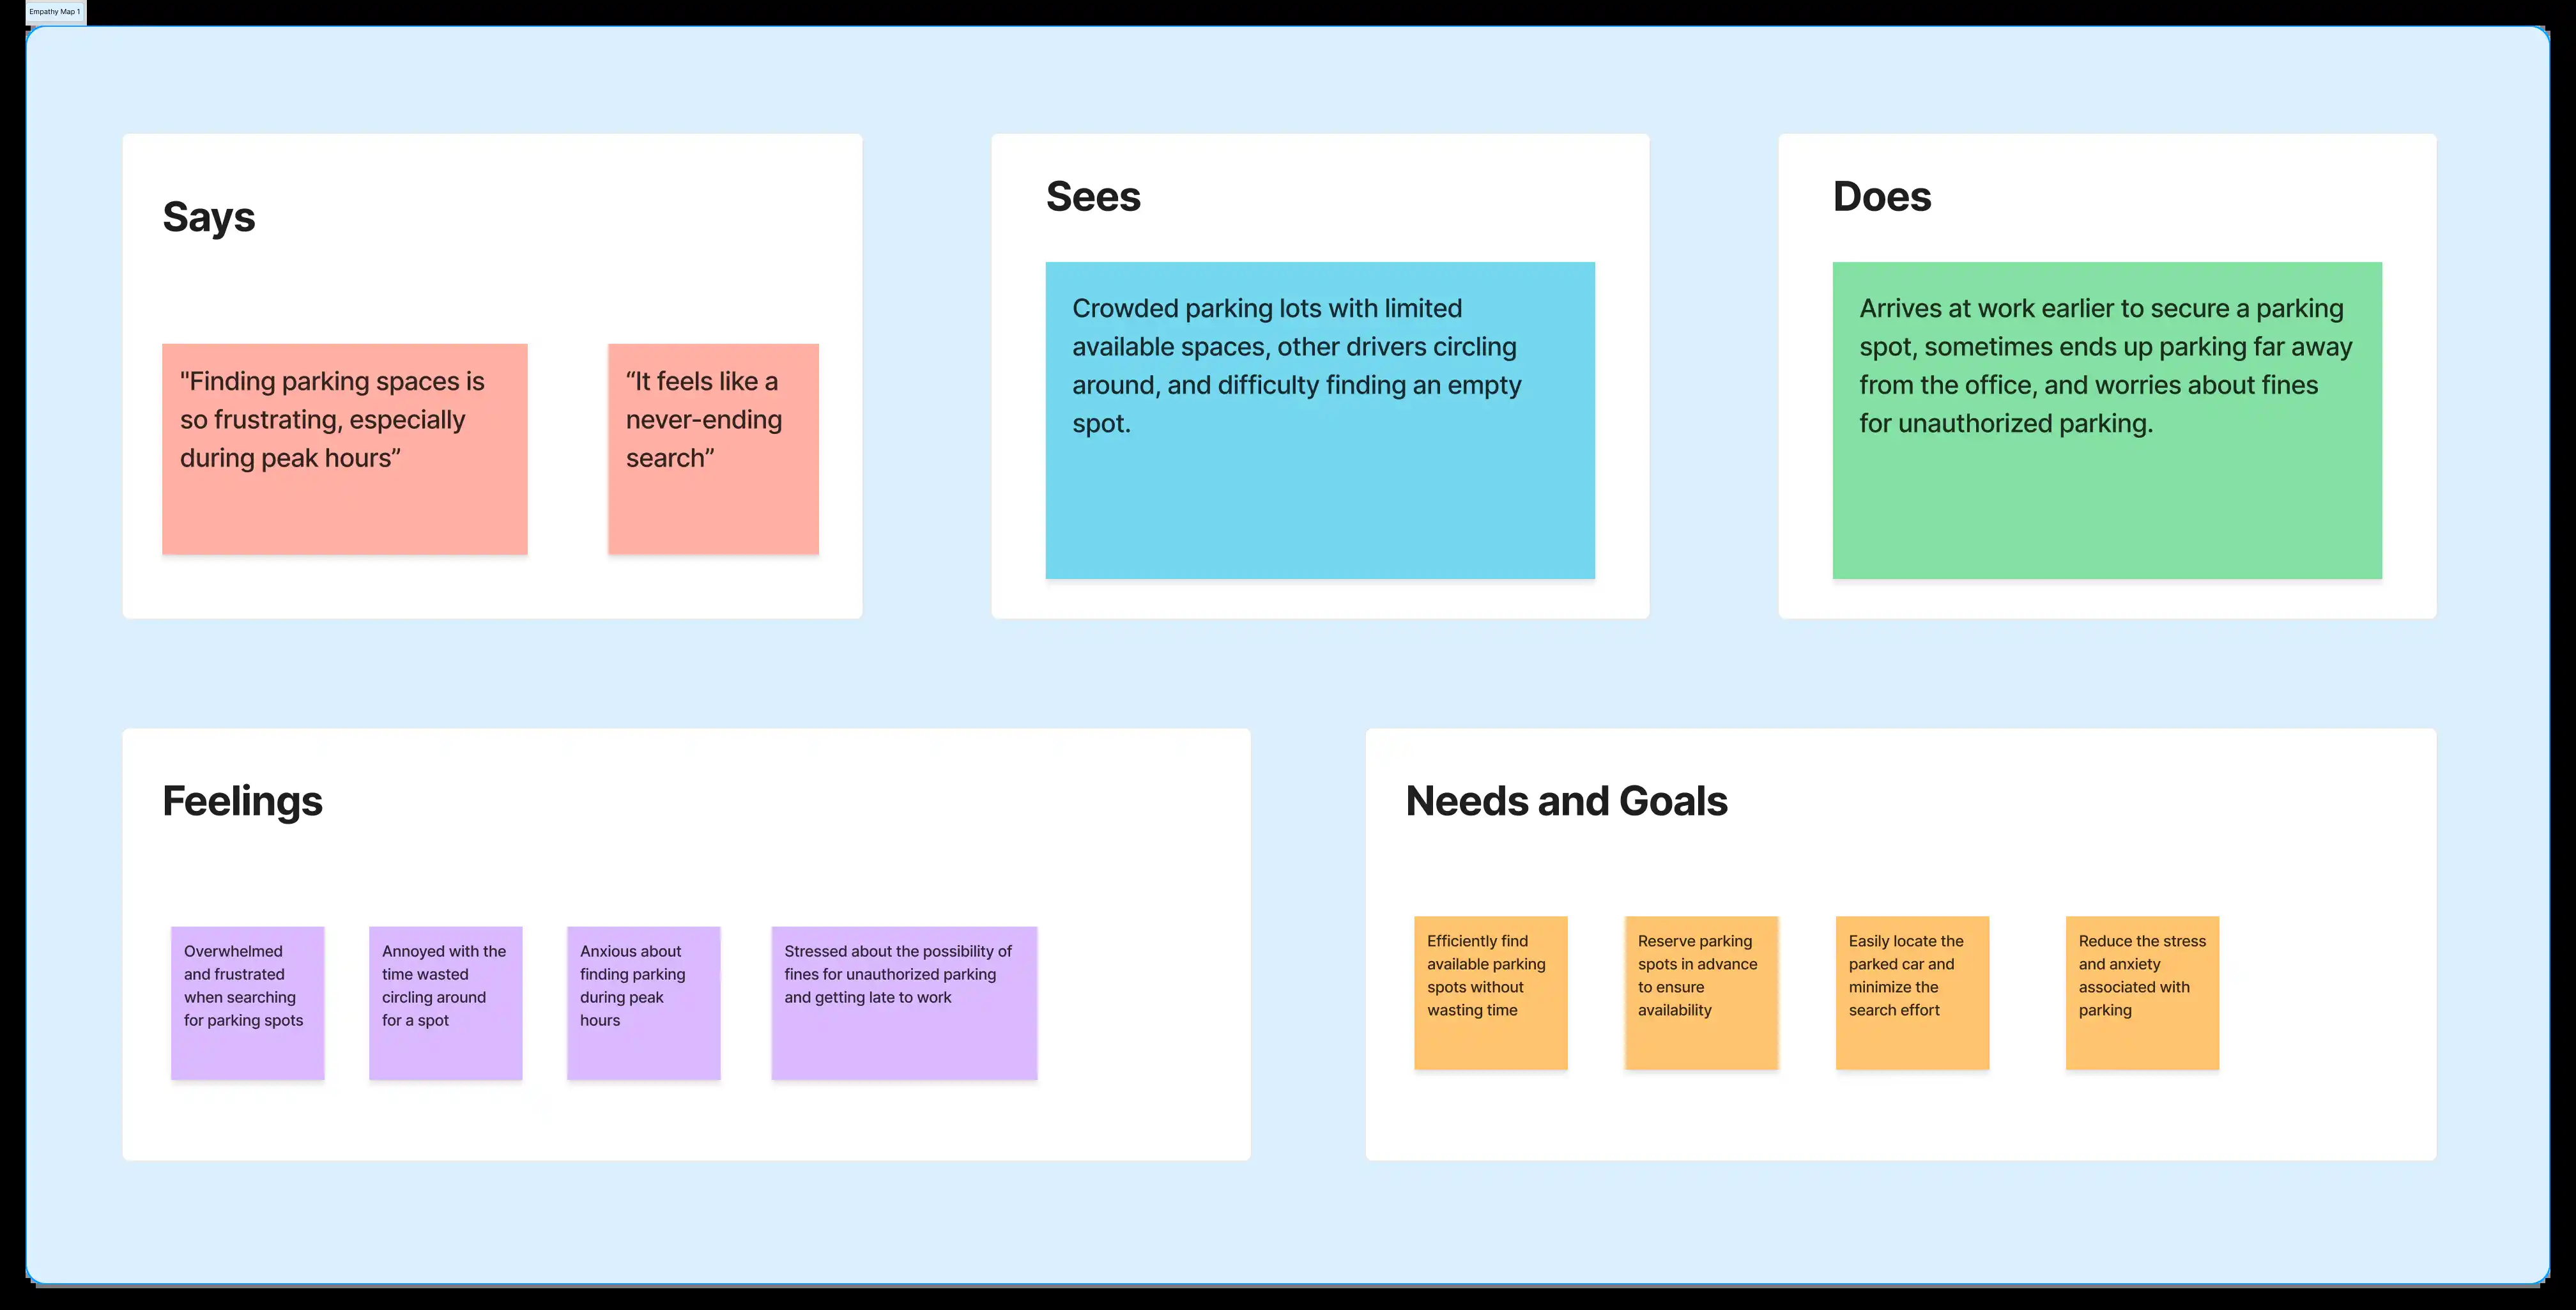 Empathy Map 1
Says
"Finding parking spaces is
so frustrating, especially
during peak hours”
“It feels like a
never-ending
search”
Sees
Crowded parking lots with limited
available spaces, other drivers circling
around, and difficulty finding an empty
spot.
Does
Arrives at work earlier to secure a parking
spot, sometimes ends up parking far away
from the office, and worries about fines
for unauthorized parking.
Feelings
Overwhelmed
and frustrated
when searching
for parking spots
Annoyed with the
time wasted
circling around
for a spot
Anxious about
finding parking
during peak
hours
Stressed about the possibility of
fines for unauthorized parking
and getting late to work
Needs and Goals
Efficiently find
available parking
spots without
wasting time
Reserve parking
spots in advance
to ensure
availability
Easily locate the
parked car and
minimize the
search effort
Reduce the stress
and anxiety
associated with
parking